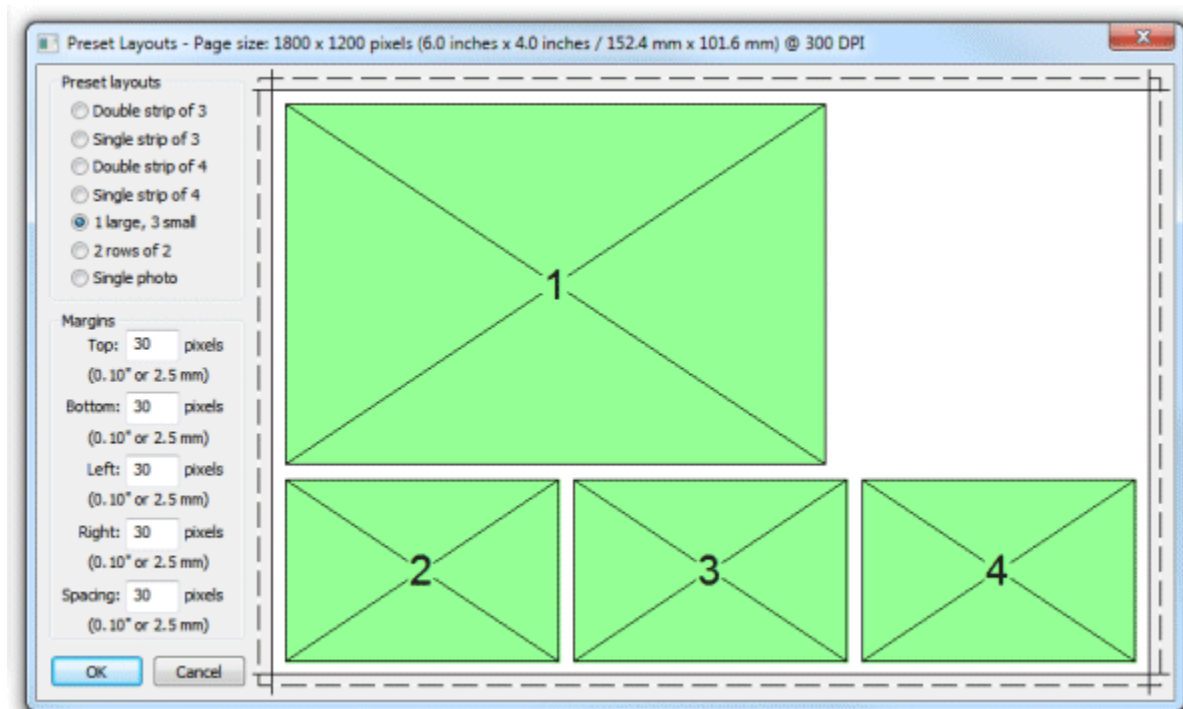 Preset Layouts - Page size: 1800 x 1200 pixels (6.0 inches x 4.0 inches / 152.4 mm x 101.6 mm) @ 300 DPI
Preset layouts
Double strip of 3
Single strip of 3
Double strip of 4
Single strip of 4
1 large, 3 small
2 rows of 2
Single photo
Margins
Top: 30 pixels
(0.10" or 2.5 mm)
Bottom: 30 pixels
(0.10" or 2.5 mm)
Left: 30 pixels
(0.10" or 2.5 mm)
Right: 30 pixels
(0.10" or 2.5 mm)
Spacing: 30 pixels
(0.10" or 2.5 mm)
OK Cancel
1
2 3 4